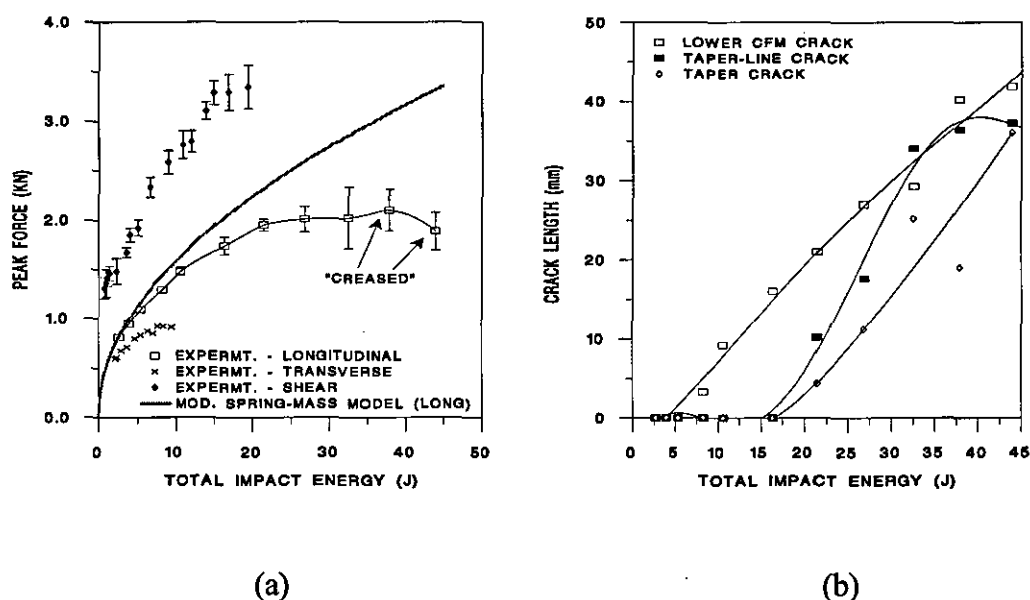 4.0
3.0
2.0
1.0
0.0
PEAK FORCE (KN)
"CREASED"
EXPERMT. - LONGITUDINAL
EXPERMT. - TRANSVERSE
EXPERMT. - SHEAR
MOD. SPRING-MASS MODEL (LONG)
0 10 20 30 40 50
TOTAL IMPACT ENERGY (J)
(a)
50
40
30
20
10
0
CRACK LENGTH (mm)
LOWER CFM CRACK
TAPER-LINE CRACK
TAPER CRACK
0 5 10 15 20 25 30 35 40 45
TOTAL IMPACT ENERGY (J)
(b)